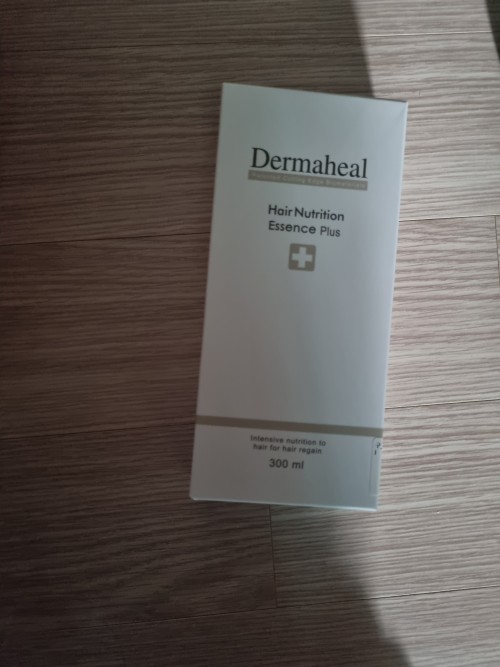 Dermaheal
Hair Nutrition
Essence Plus
Intensive nutrition to
hair for hair regain
300 ml